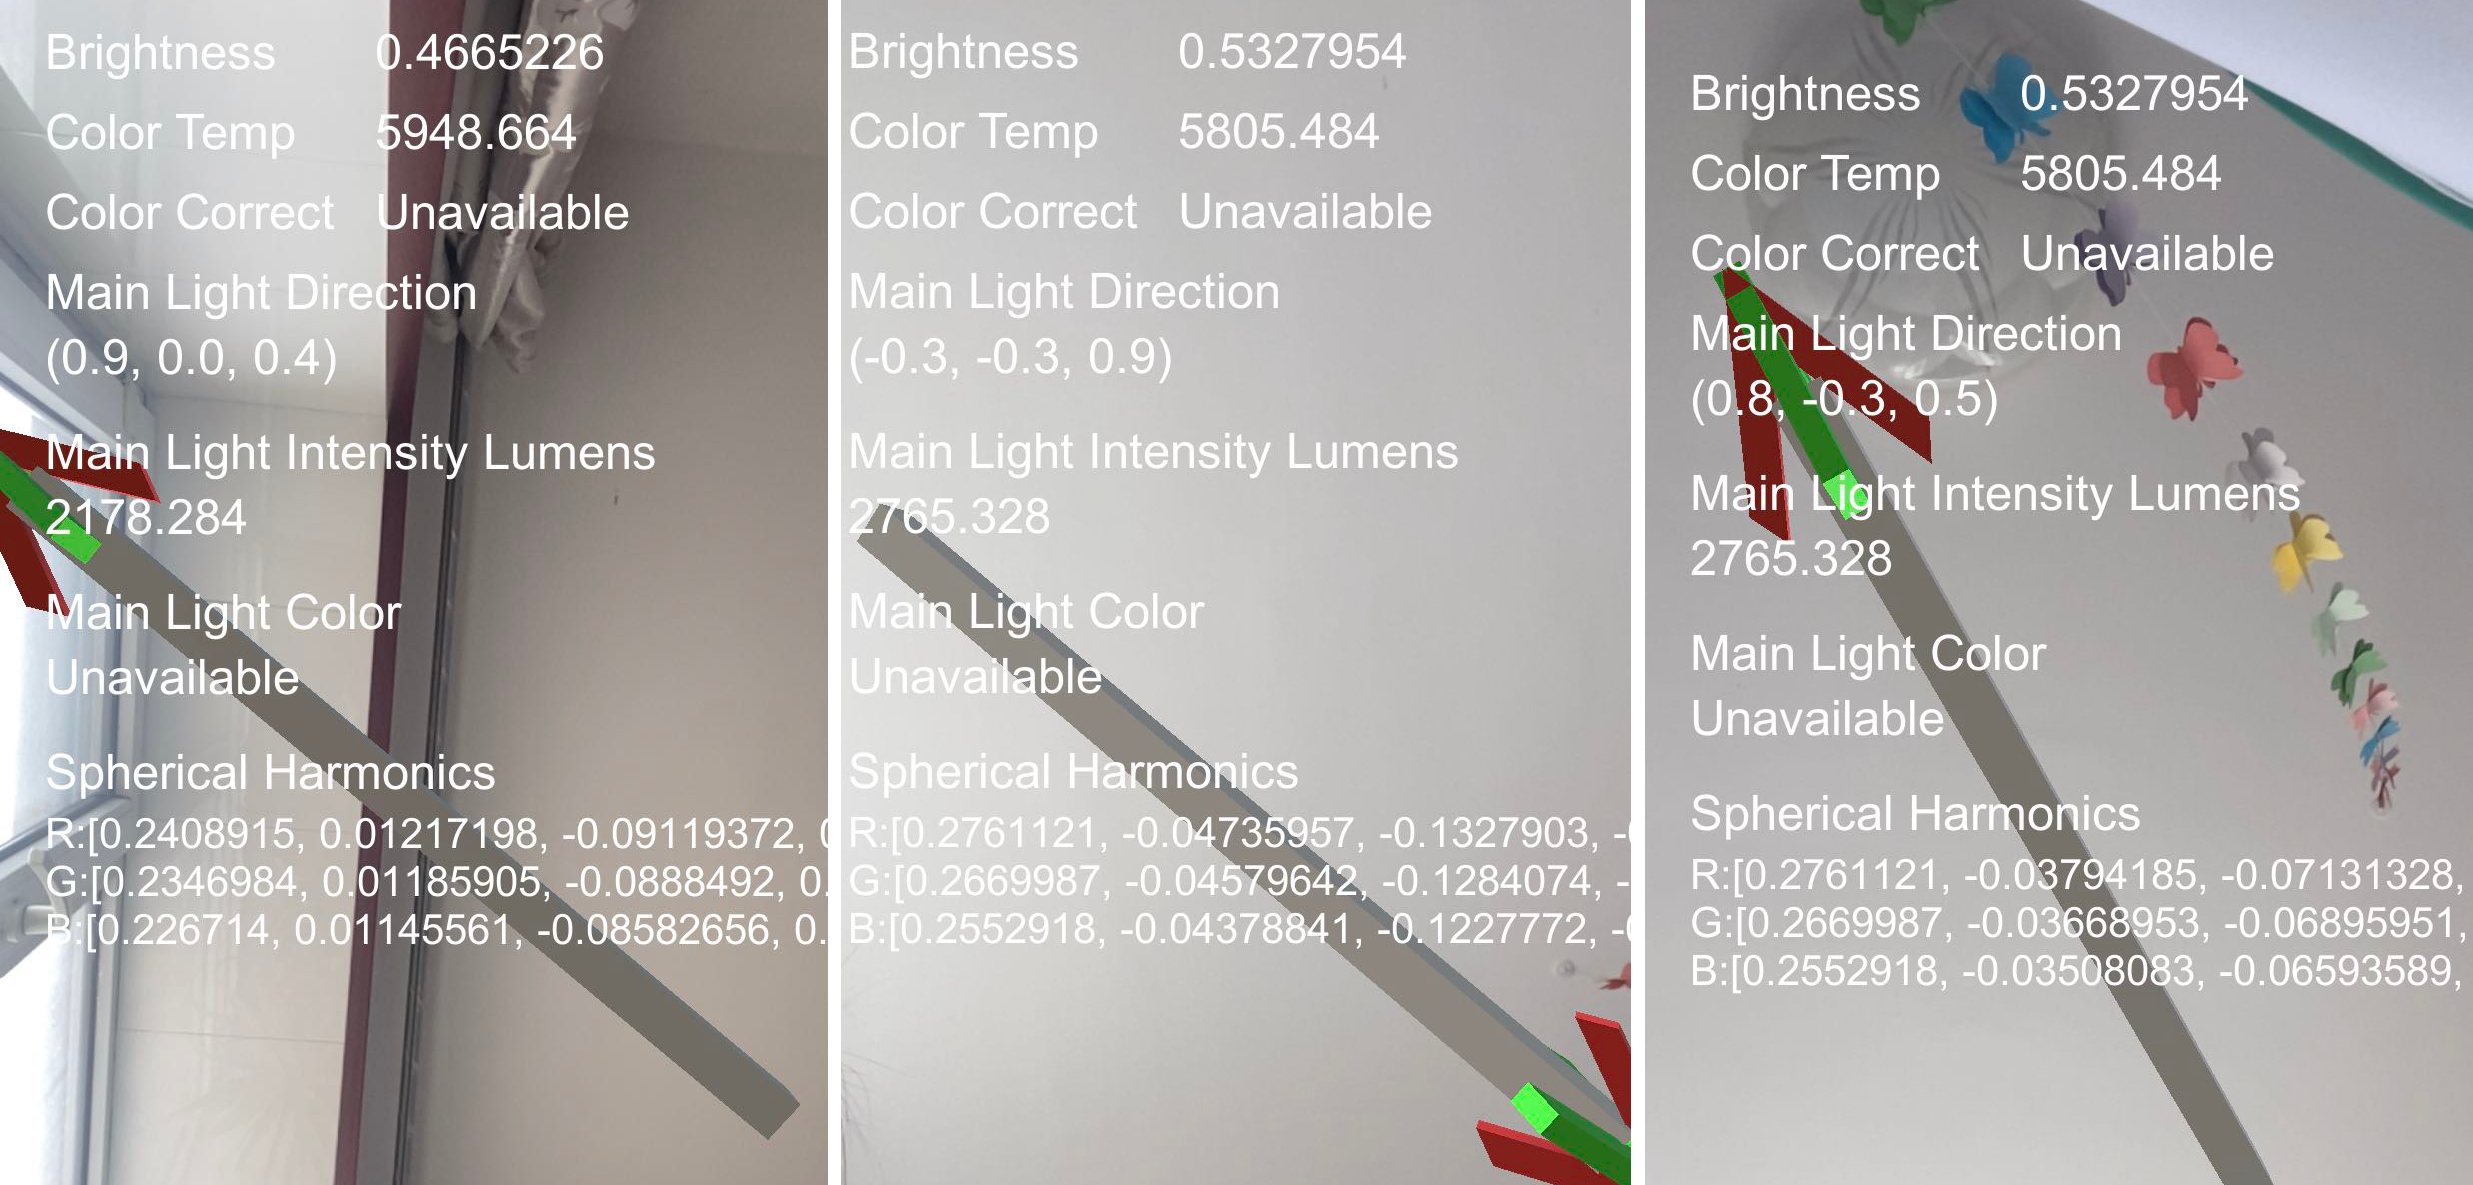 Brightness 0.4665226
Color Temp 5948.664
Color Correct Unavailable
Main Light Direction
(0.9, 0.0, 0.4)
Main Light Intensity Lumens
2178.284
Main Light Color
Unavailable
Spherical Harmonics
R:[0.2408915, 0.01217198, -0.09119372, 0
G:[0.2346984, 0.01185905, -0.0888492, 0.
B:[0.226714, 0.01145561, -0.08582656, 0.
Brightness 0.5327954
Color Temp 5805.484
Color Correct Unavailable
Main Light Direction
(-0.3, -0.3, 0.9)
Main Light Intensity Lumens
2765.328
Main Light Color
Unavailable
Spherical Harmonics
R:[0.2761121, -0.04735957, -0.1327903, -0
G:[0.2669987, -0.04579642, -0.1284074, -
B:[0.2552918, -0.04378841, -0.1227772, -0
Brightness 0.5327954
Color Temp 5805.484
Color Correct Unavailable
Main Light Direction
(0.8, -0.3, 0.5)
Main Light Intensity Lumens
2765.328
Main Light Color
Unavailable
Spherical Harmonics
R:[0.2761121, -0.03794185, -0.07131328,
G:[0.2669987, -0.03668953, -0.06895951,
B:[0.2552918, -0.03508083, -0.06593589,